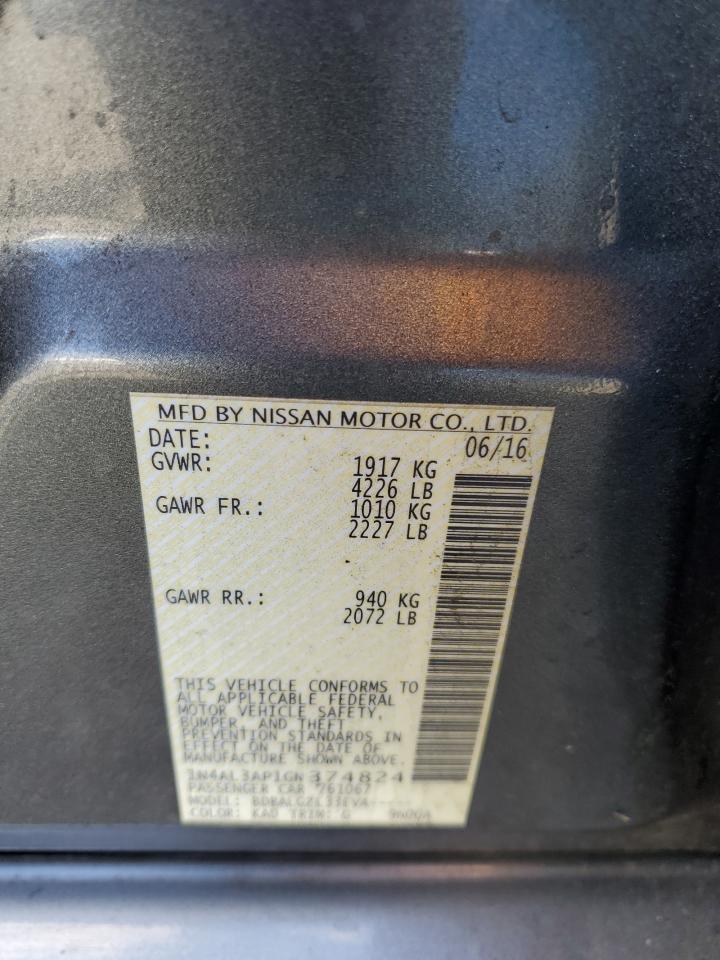 MFD BY NISSAN MOTOR CO., LTD.
DATE: 06/16
GVWR: 1917 KG
4226 LB
GAWR FR.: 1010 KG
2227 LB
GAWR RR.: 940 KG
2072 LB
THIS VEHICLE CONFORMS TO
ALL APPLICABLE FEDERAL
MOTOR VEHICLE SAFETY,
BUMPER, AND THEFT
PREVENTION STANDARDS IN
EFFECT ON THE DATE OF
MANUFACTURE SHOWN ABOVE.
1N4AL3AP1GN374824
PASSENGER CAR 761067
MODEL:
COLOR: KAD TRIM: G